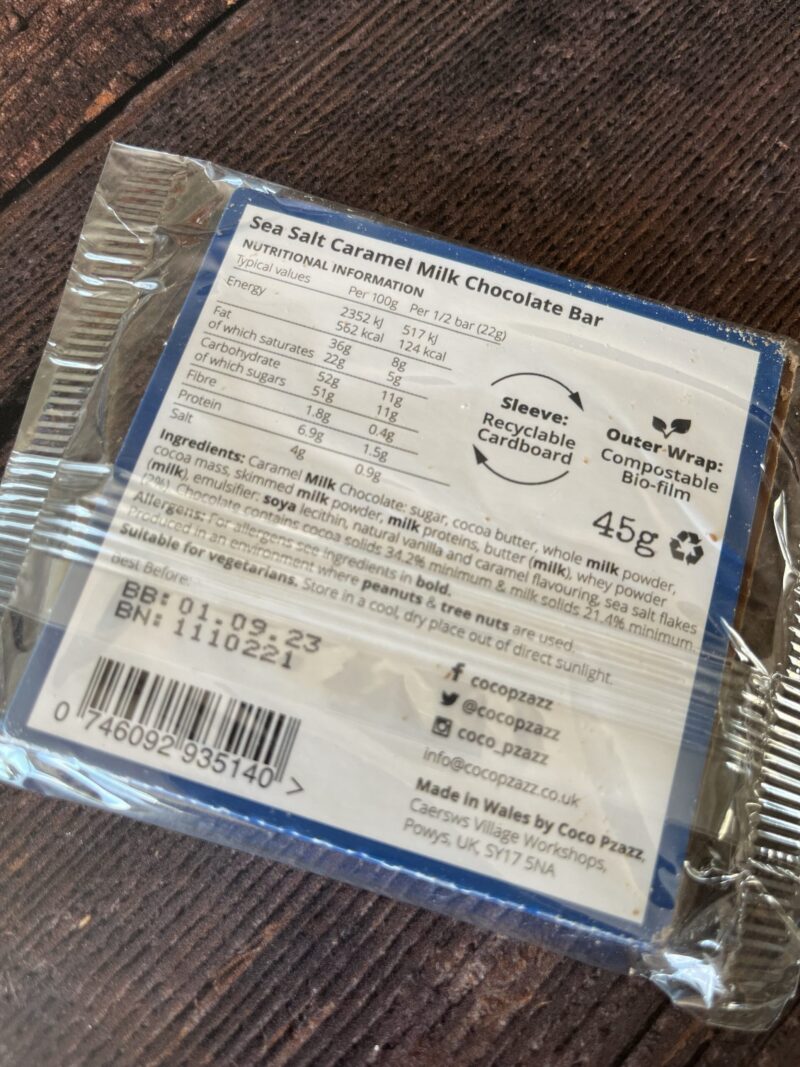 Sea Salt Caramel Milk Chocolate Bar
NUTRITIONAL INFORMATION
Typical values Per 100g Per 1/2 bar (22g)
Energy 2352 kJ 517 kJ
562 kcal 124 kcal
Fat 36g 8g
of which saturates 22g 5g
Carbohydrate 52g 11g
of which sugars 51g 11g
Fibre 1.8g 0.4g
Protein 6.9g 1.5g
Salt 4g 0.9g
Sleeve:
Recyclable
Cardboard
Outer Wrap:
Compostable
Bio-film
45g
Ingredients: Caramel Milk Chocolate: sugar, cocoa butter, whole milk powder,
cocoa mass, skimmed milk powder, milk proteins, butter (milk), whey powder
(milk), emulsifier: soya lecithin, natural vanilla and caramel flavouring, sea salt flakes
(2%). Chocolate contains cocoa solids 34.2% minimum & milk solids 21.4% minimum.
Allergens: For allergens see ingredients in bold.
Produced in an environment where peanuts & tree nuts are used.
Suitable for vegetarians. Store in a cool, dry place out of direct sunlight.
Best Before:
BB: 01.09.23
BN: 1110221
0 746092 935140 >
cocopzazz
@cocopzazz
coco_pzazz
info@cocopzazz.co.uk
Made in Wales by Coco Pzazz,
Caersws Village Workshops,
Powys, UK, SY17 5NA